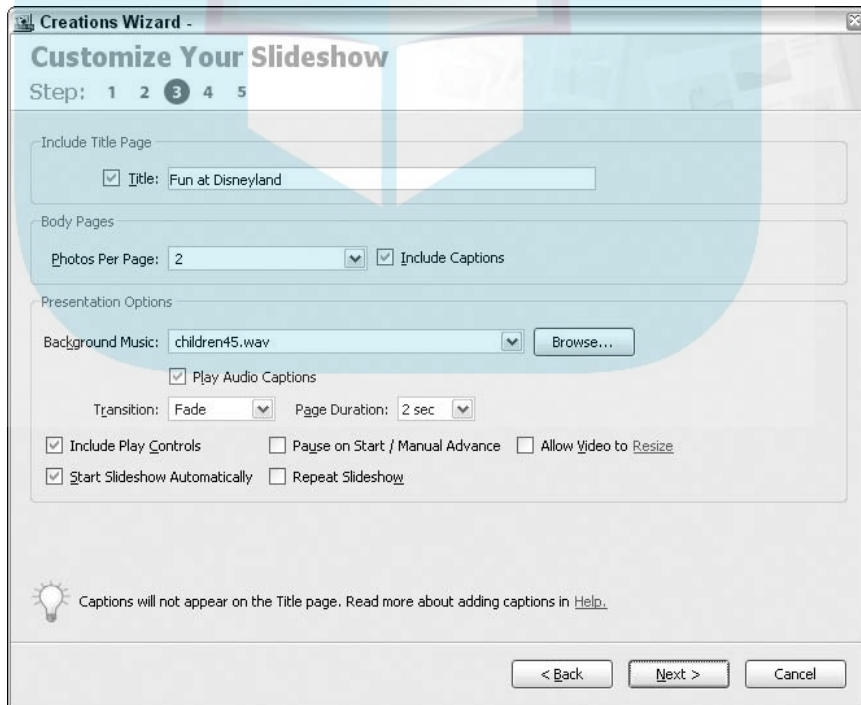 Creations Wizard -
Customize Your Slideshow
Step: 1 2 3 4 5
Include Title Page
Title: Fun at Disneyland
Body Pages
Photos Per Page: 2 Include Captions
Presentation Options
Background Music: children45.wav Browse...
Play Audio Captions
Transition: Fade Page Duration: 2 sec
Include Play Controls Pause on Start / Manual Advance Allow Video to Resize
Start Slideshow Automatically Repeat Slideshow
Captions will not appear on the Title page. Read more about adding captions in Help.
< Back Next > Cancel